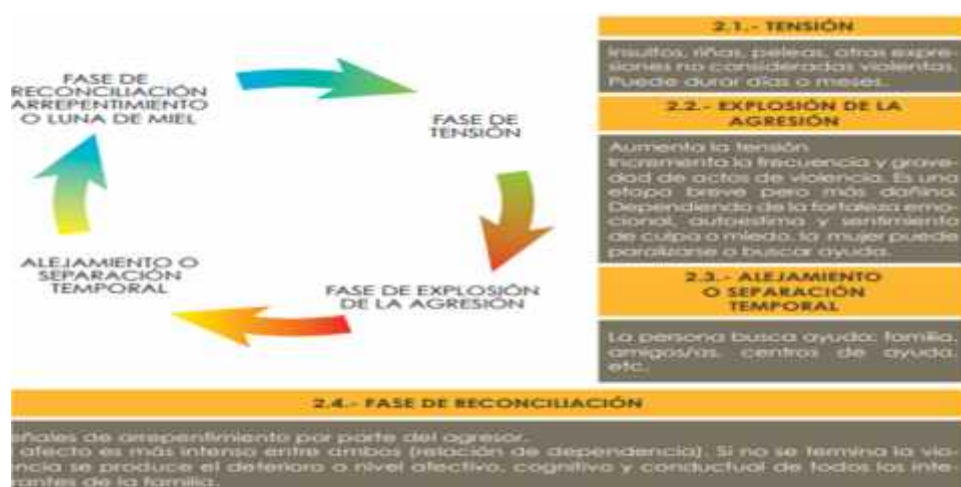 FASE DE
RECONCILIACIÓN
ARREPENTIMIENTO
O LUNA DE MIEL
FASE DE
TENSIÓN
FASE DE EXPLOSIÓN
DE LA AGRESIÓN
ALEJAMIENTO O
SEPARACIÓN
TEMPORAL
2.1.- TENSIÓN
Insultos, riñas, peleas, otras expre-
siones no consideradas violentas.
Puede durar días o meses.
2.2.- EXPLOSIÓN DE LA
AGRESIÓN
Aumenta la tensión
Incrementa la frecuencia y grave-
dad de actos de violencia. Es una
etapa breve pero más dañina.
Dependiendo de la fortaleza emo-
cional, autoestima y sentimiento
de culpa o miedo, la mujer puede
paralizarse o buscar ayuda.
2.3.- ALEJAMIENTO
O SEPARACIÓN
TEMPORAL
La persona busca ayuda: familia,
amigos/as, centros de ayuda,
etc.
2.4.- FASE DE RECONCILIACIÓN
eñales de arrepentimiento por parte del agresor.
afecto es más intenso entre ambos (relación de dependencia). Si no se termina la vio-
encia se produce el deterioro a nivel afectivo, cognitivo y conductual de todos los inte-
rantes de la familia.